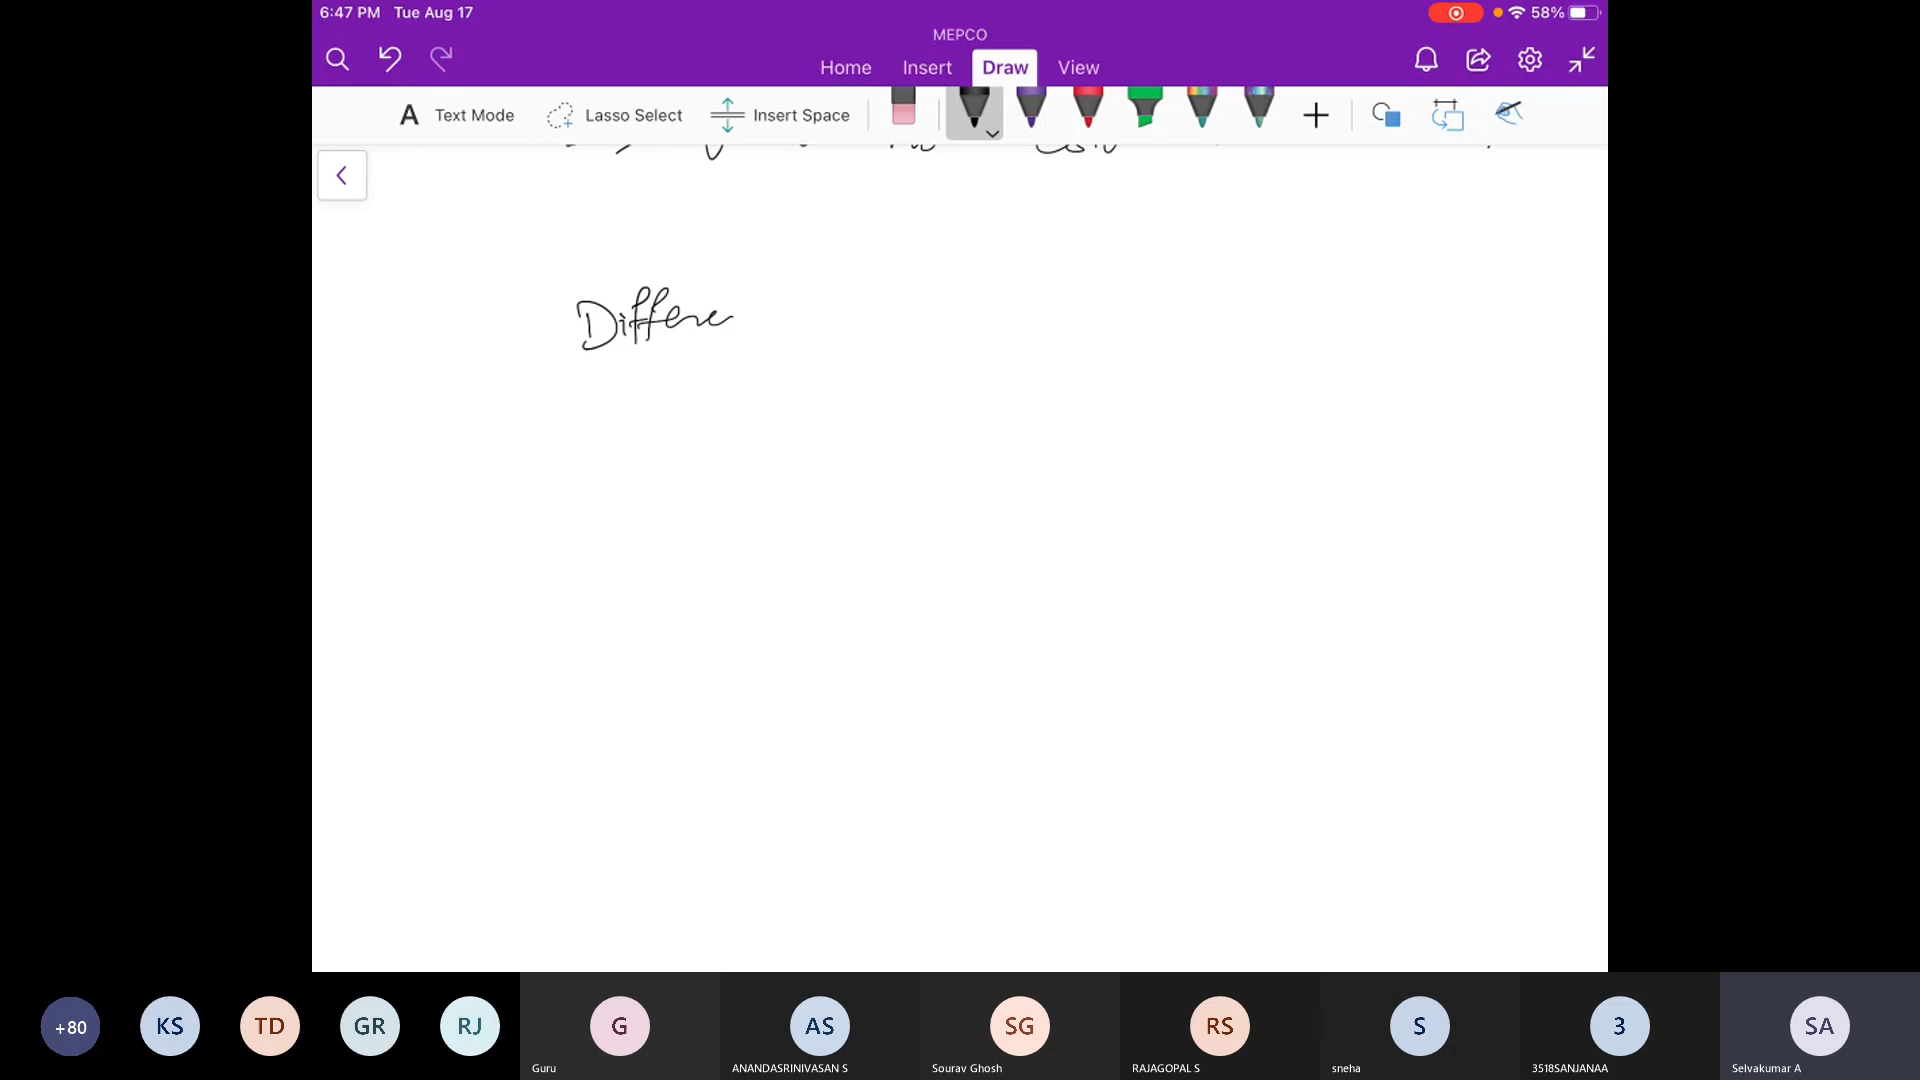 6:47 PM Tue Aug 17
58%
MEPCO
Home Insert Draw View
A Text Mode Lasso Select Insert Space
Differe
+80 KS TD GR RJ G AS SG RS S 3 SA
Guru ANANDASRINIVASAN S Sourav Ghosh RAJAGOPAL S sneha 3518SANJANAA Selvakumar A